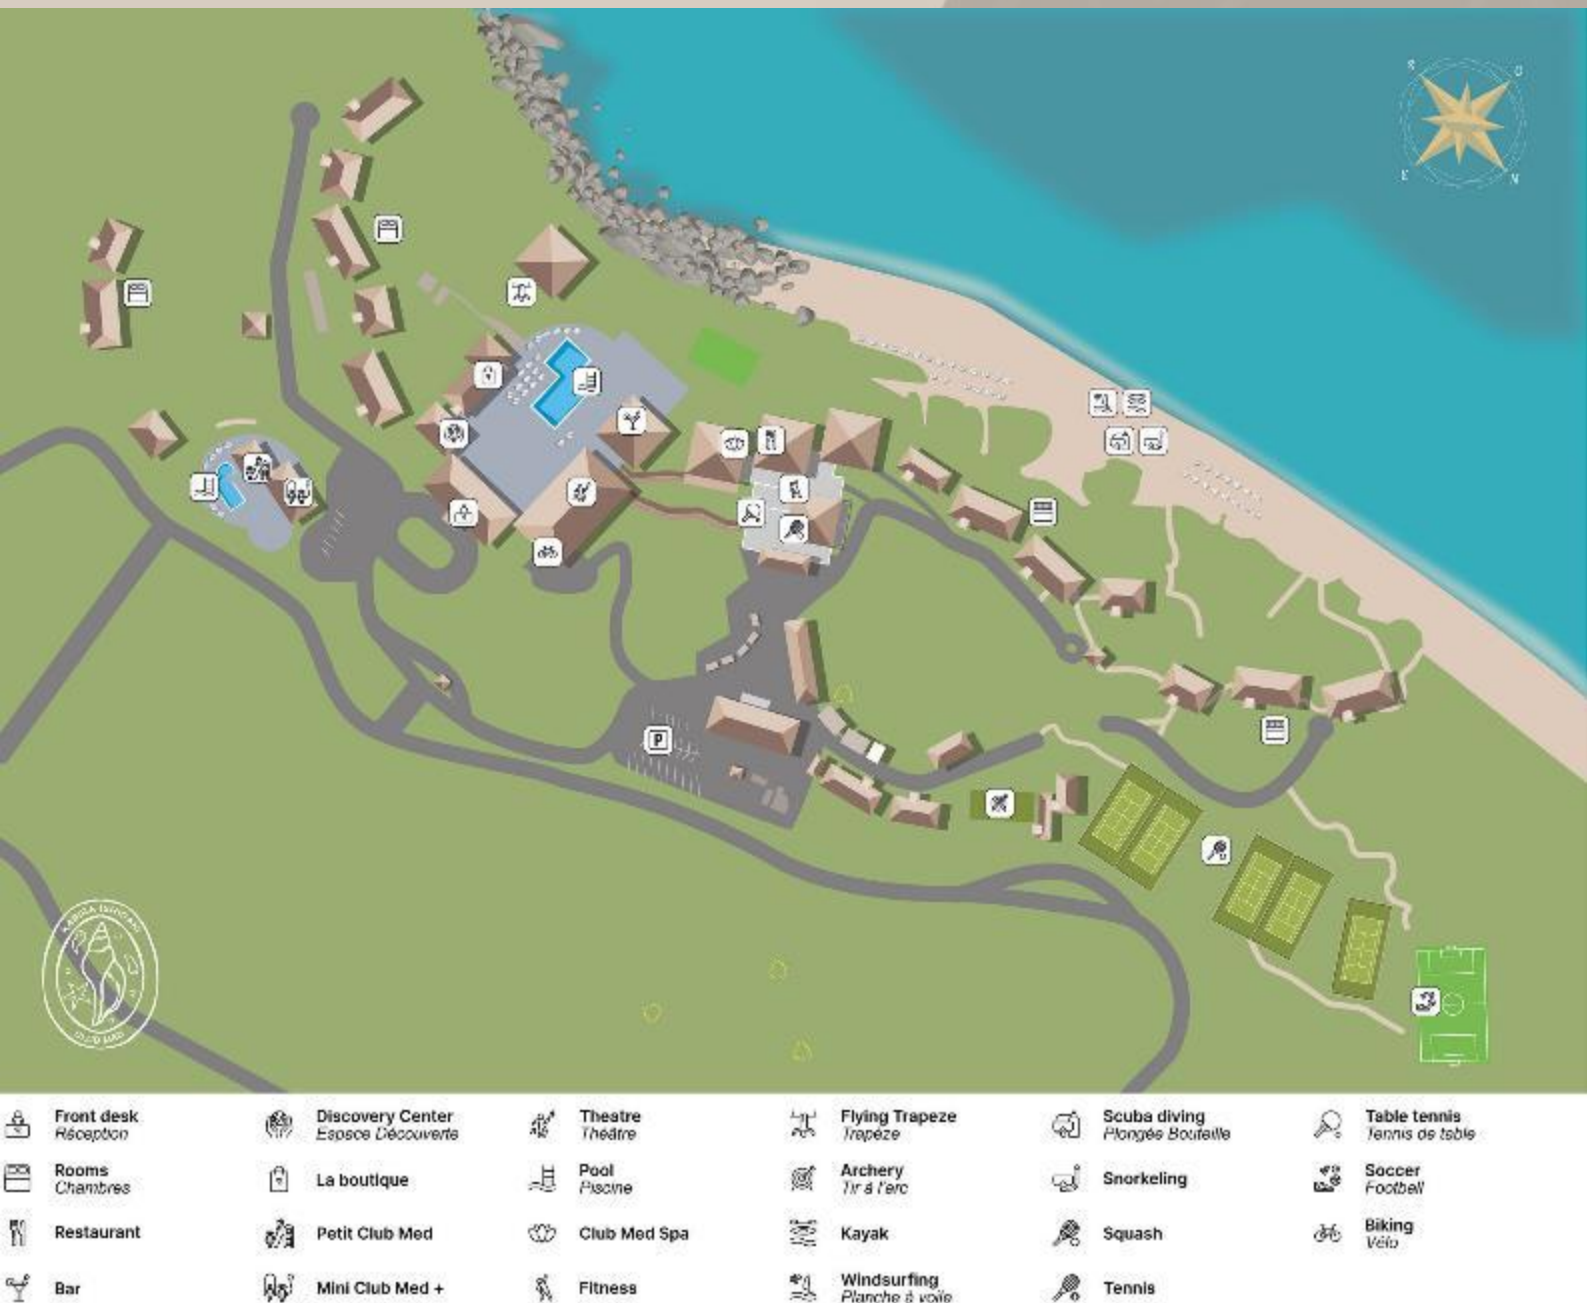 S
O
E
N
P
CLUB MED
Front desk
Réception
Discovery Center
Espace Découverte
Theatre
Théâtre
Flying Trapeze
Trapèze
Scuba diving
Plongée Bouteille
Table tennis
Tennis de table
Rooms
Chambres
La boutique
Pool
Piscine
Archery
Tir à l'arc
Snorkeling
Soccer
Football
Restaurant
Petit Club Med
Club Med Spa
Kayak
Squash
Biking
Vélo
Bar
Mini Club Med +
Fitness
Windsurfing
Planche à voile
Tennis